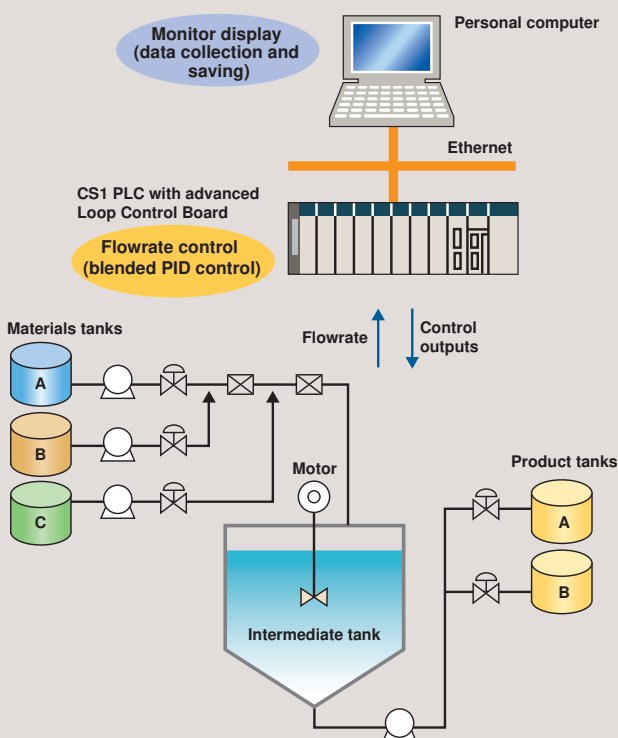 Monitor display
(data collection and
saving)
Personal computer
Ethernet
CS1 PLC with advanced
Loop Control Board
Flowrate control
(blended PID control)
Flowrate
Control
outputs
Materials tanks
A
B
C
Motor
Product tanks
A
B
Intermediate tank